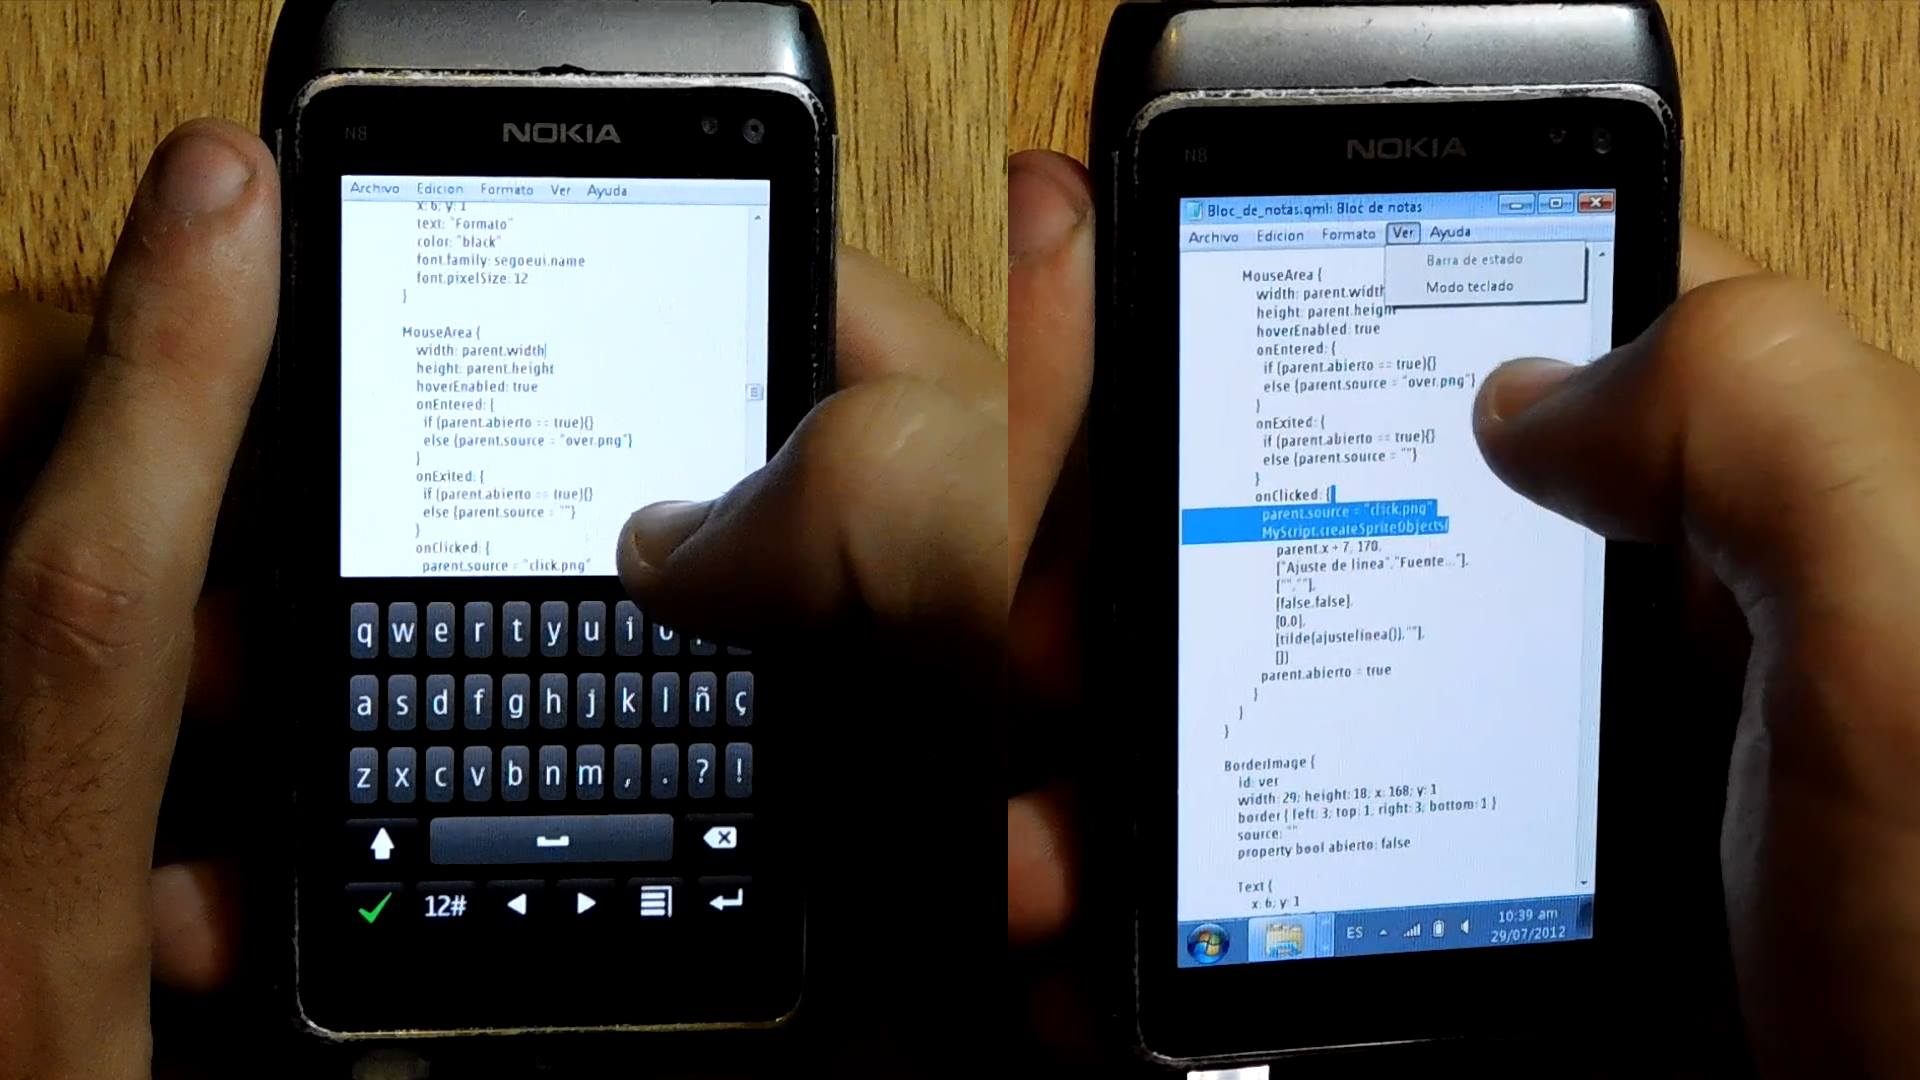 N8
NOKIA
Archivo Edicion Formato Ver Ayuda
x: 6; y: 1
text: "Formato"
color: "black"
font.family: segoeui.name
font.pixelSize: 12
}
MouseArea {
width: parent.width
height: parent.height
hoverEnabled: true
onEntered: {
if (parent.abierto == true){}
else {parent.source = "over.png"}
}
onExited: {
if (parent.abierto == true){}
else {parent.source = ""}
}
onClicked: {
parent.source = "click.png"
q w e r t y u i
a s d f g h j k l ñ ç
z x c v b n m , . ? !
12#
N8
NOKIA
Bloc_de_notas.qml: Bloc de notas
Archivo Edicion Formato Ver Ayuda
Barra de estado
Modo teclado
MouseArea {
width: parent.width
height: parent.height
hoverEnabled: true
onEntered: {
if (parent.abierto == true){}
else {parent.source = "over.png"}
}
onExited: {
if (parent.abierto == true){}
else {parent.source = ""}
}
onClicked: {
parent.source = "click.png"
MyScript.createSpriteObjects(
parent.x + 7, 170,
["Ajuste de linea","Fuente..."],
["",""],
[false,false],
[0,0],
[tilde(ajustelinea()),""],
[])
parent.abierto = true
}
}
}
BorderImage {
id: ver
width: 29; height: 18; x: 168; y: 1
border { left: 3; top: 1; right: 3; bottom: 1 }
source: ""
property bool abierto: false
Text {
x: 6; y: 1
ES 10:39 am
29/07/2012